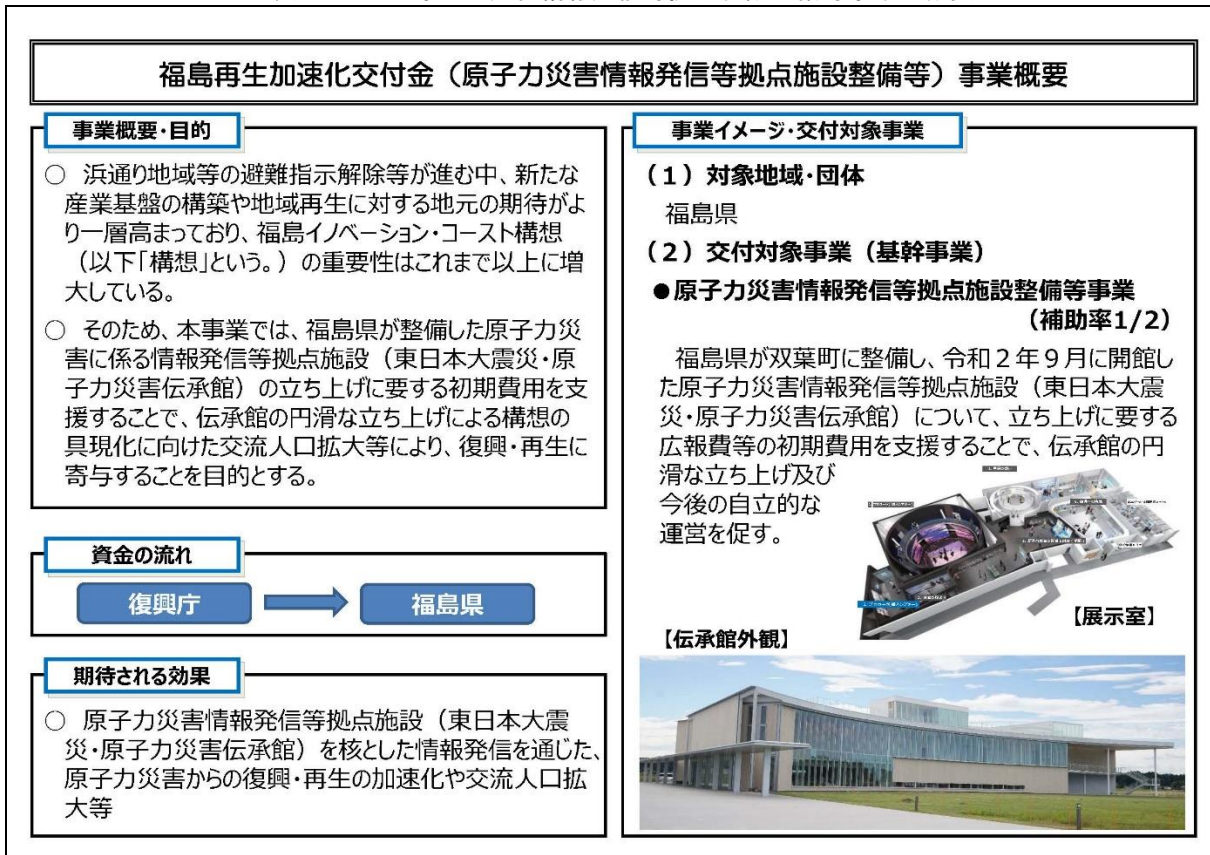 福島再生加速化交付金（原子力災害情報発信等拠点施設整備等）事業概要
事業概要・目的
○ 浜通り地域等の避難指示解除等が進む中、新たな
産業基盤の構築や地域再生に対する地元の期待がよ
り一層高まっており、福島イノベーション・コースト構想
（以下「構想」という。）の重要性はこれまで以上に増
大している。
○ そのため、本事業では、福島県が整備した原子力災
害に係る情報発信等拠点施設（東日本大震災・原
子力災害伝承館）の立ち上げに要する初期費用を支
援することで、伝承館の円滑な立ち上げによる構想の
具現化に向けた交流人口拡大等により、復興・再生に
寄与することを目的とする。
資金の流れ
復興庁
福島県
期待される効果
○ 原子力災害情報発信等拠点施設（東日本大震
災・原子力災害伝承館）を核とした情報発信を通じた、
原子力災害からの復興・再生の加速化や交流人口拡
大等
事業イメージ・交付対象事業
（１）対象地域・団体
福島県
（２）交付対象事業（基幹事業）
●原子力災害情報発信等拠点施設整備等事業
（補助率1/2）
福島県が双葉町に整備し、令和２年９月に開館し
た原子力災害情報発信等拠点施設（東日本大震
災・原子力災害伝承館）について、立ち上げに要する
広報費等の初期費用を支援することで、伝承館の円
滑な立ち上げ及び
今後の自立的な
運営を促す。
【展示室】
【伝承館外観】